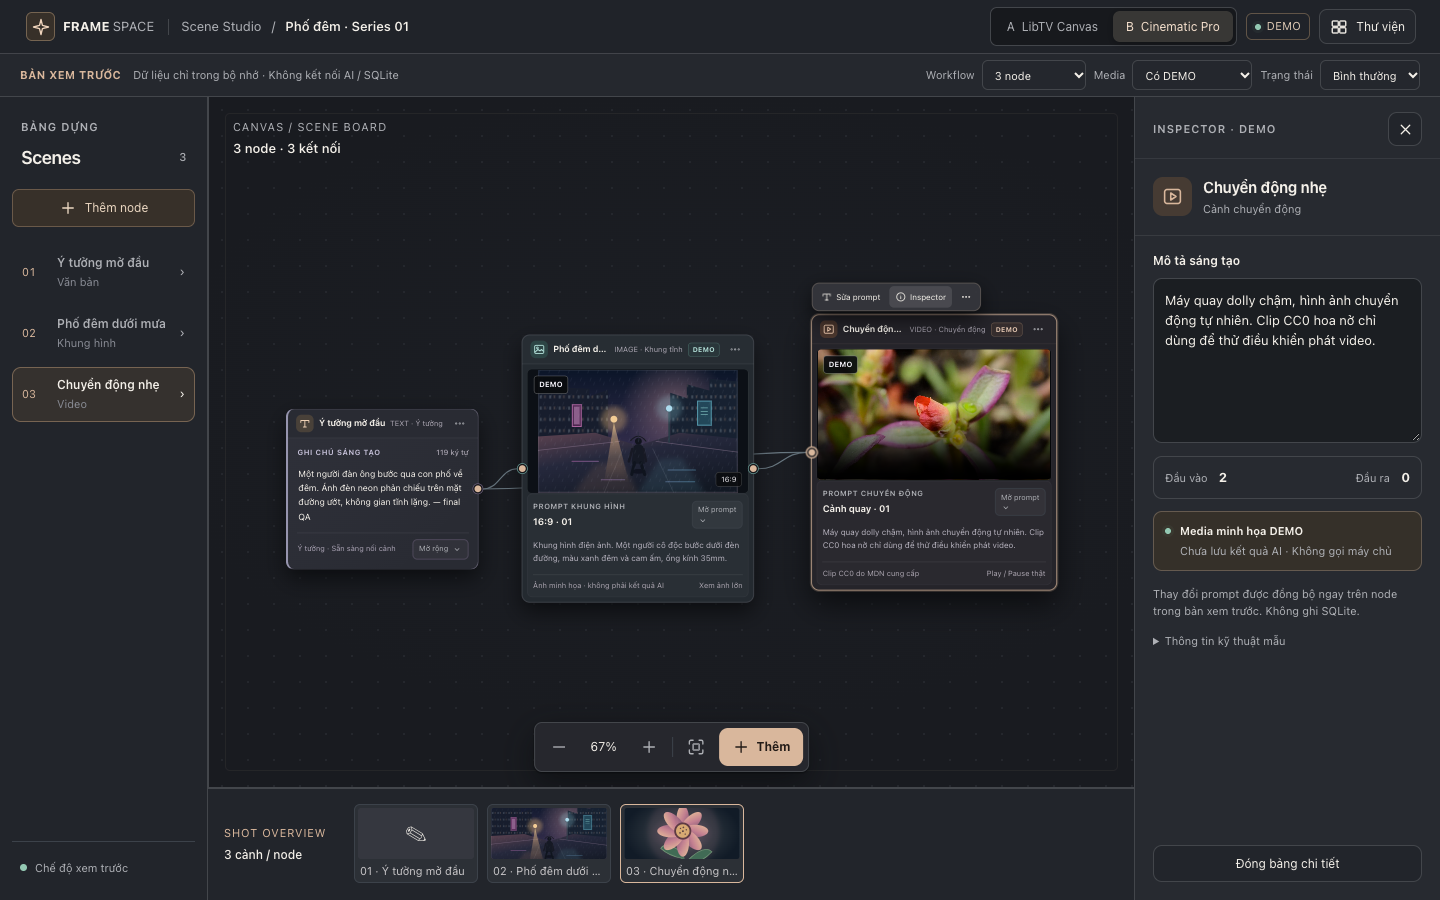 FRAME SPACE
Scene Studio / Phố đêm · Series 01
A LibTV Canvas
B Cinematic Pro
DEMO
Thư viện
BẢN XEM TRƯỚC Dữ liệu chỉ trong bộ nhớ · Không kết nối AI / SQLite
Workflow 3 node
Media Có DEMO
Trạng thái Bình thường
BẢNG DỰNG
Scenes 3
Thêm node
01 Ý tưởng mở đầu
Văn bản
02 Phố đêm dưới mưa
Khung hình
03 Chuyển động nhẹ
Video
Chế độ xem trước
CANVAS / SCENE BOARD
3 node · 3 kết nối
Ý tưởng mở đầu TEXT · Ý tưởng
GHI CHÚ SÁNG TẠO 119 ký tự
Một người đàn ông bước qua con phố về
đêm. Ánh đèn neon phản chiếu trên mặt
đường ướt, không gian tĩnh lặng. — final
QA
Ý tưởng · Sẵn sàng nối cảnh Mở rộng
Phố đêm d... IMAGE · Khung tĩnh DEMO
DEMO
16:9
PROMPT KHUNG HÌNH
16:9 · 01
Mở prompt
Khung hình điện ảnh. Một người cô độc bước dưới đèn
đường, màu xanh đêm và cam ấm, ống kính 35mm.
Ảnh minh họa · không phải kết quả AI Xem ảnh lớn
Sửa prompt
Inspector
Chuyển độn... VIDEO · Chuyển động DEMO
DEMO
PROMPT CHUYỂN ĐỘNG
Cảnh quay · 01
Mở prompt
Máy quay dolly chậm, hình ảnh chuyển động tự nhiên. Clip
CC0 hoa nở chỉ dùng để thử điều khiển phát video.
Clip CC0 do MDN cung cấp Play / Pause thật
67%
Thêm
SHOT OVERVIEW
3 cảnh / node
01 · Ý tưởng mở đầu
02 · Phố đêm dưới ...
03 · Chuyển động n...
INSPECTOR · DEMO
Chuyển động nhẹ
Cảnh chuyển động
Mô tả sáng tạo
Máy quay dolly chậm, hình ảnh chuyển
động tự nhiên. Clip CC0 hoa nở chỉ
dùng để thử điều khiển phát video.
Đầu vào 2
Đầu ra 0
Media minh họa DEMO
Chưa lưu kết quả AI · Không gọi máy chủ
Thay đổi prompt được đồng bộ ngay trên node
trong bản xem trước. Không ghi SQLite.
Thông tin kỹ thuật mẫu
Đóng bảng chi tiết